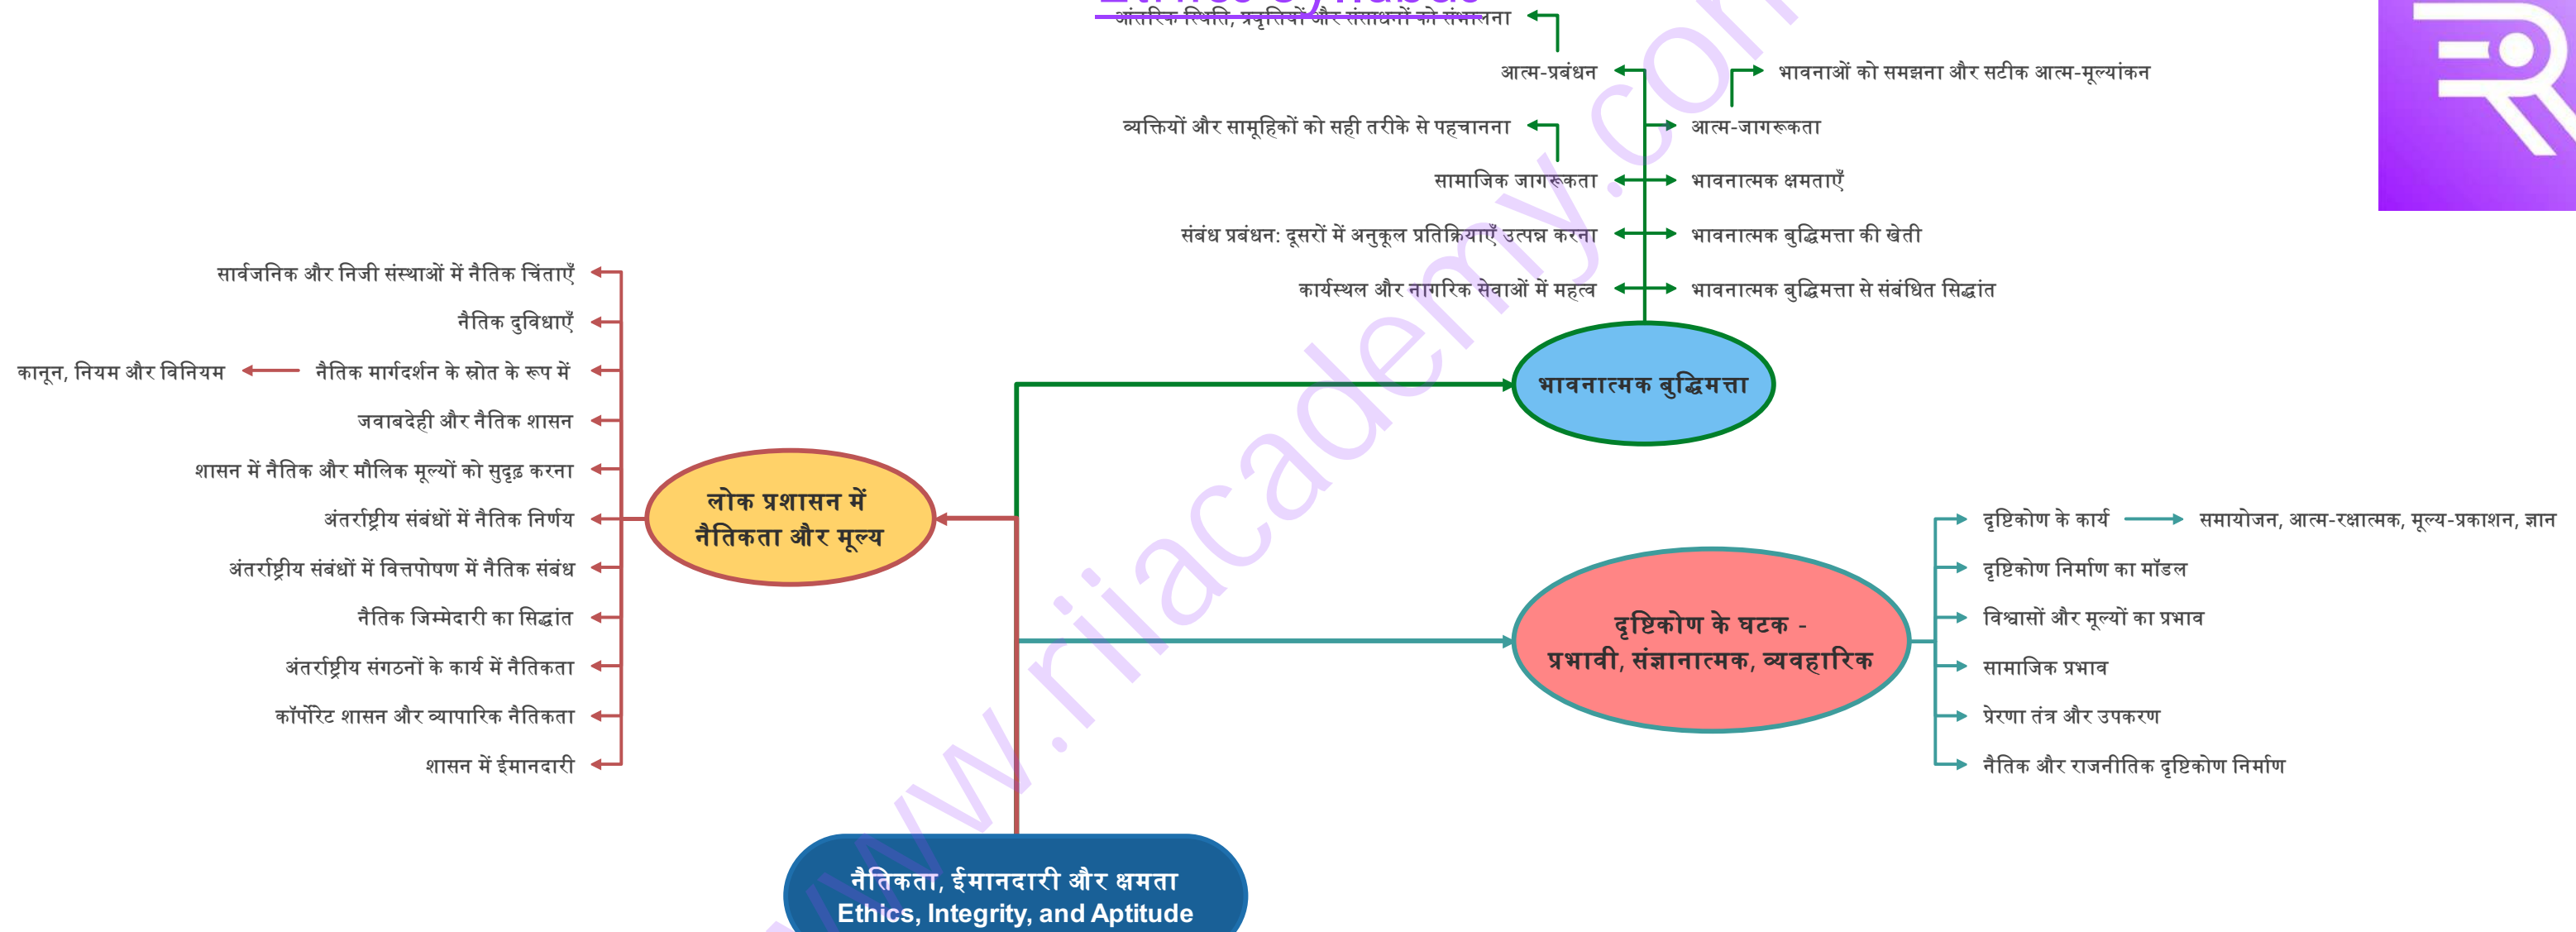 Ethics Syllabus
आंतरिक स्थिति, प्रवृत्तियों और संसाधनों को संभालना
आत्म-प्रबंधन
भावनाओं को समझना और सटीक आत्म-मूल्यांकन
व्यक्तियों और सामूहिकों को सही तरीके से पहचानना
आत्म-जागरूकता
सामाजिक जागरूकता
भावनात्मक क्षमताएँ
संबंध प्रबंधन: दूसरों में अनुकूल प्रतिक्रियाएँ उत्पन्न करना
भावनात्मक बुद्धिमत्ता की खेती
कार्यस्थल और नागरिक सेवाओं में महत्व
भावनात्मक बुद्धिमत्ता से संबंधित सिद्धांत
भावनात्मक बुद्धिमत्ता
सार्वजनिक और निजी संस्थाओं में नैतिक चिंताएँ
नैतिक दुविधाएँ
कानून, नियम और विनियम
नैतिक मार्गदर्शन के स्रोत के रूप में
जवाबदेही और नैतिक शासन
शासन में नैतिक और मौलिक मूल्यों को सुदृढ़ करना
अंतर्राष्ट्रीय संबंधों में नैतिक निर्णय
अंतर्राष्ट्रीय संबंधों में वित्तपोषण में नैतिक संबंध
नैतिक जिम्मेदारी का सिद्धांत
अंतर्राष्ट्रीय संगठनों के कार्य में नैतिकता
कॉर्पोरेट शासन और व्यापारिक नैतिकता
शासन में ईमानदारी
लोक प्रशासन में
नैतिकता और मूल्य
दृष्टिकोण के घटक -
प्रभावी, संज्ञानात्मक, व्यवहारिक
दृष्टिकोण के कार्य
समायोजन, आत्म-रक्षात्मक, मूल्य-प्रकाशन, ज्ञान
दृष्टिकोण निर्माण का मॉडल
विश्वासों और मूल्यों का प्रभाव
सामाजिक प्रभाव
प्रेरणा तंत्र और उपकरण
नैतिक और राजनीतिक दृष्टिकोण निर्माण
नैतिकता, ईमानदारी और क्षमता
Ethics, Integrity, and Aptitude